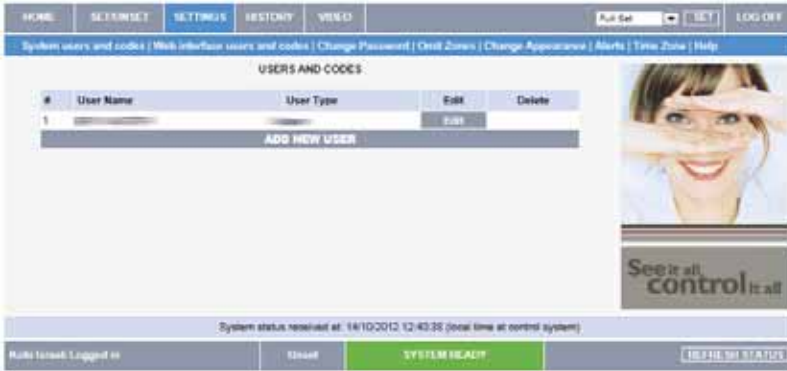 HOME SET/UNSET SETTINGS HISTORY VIDEO Full Set SET LOG OFF
System users and codes | Web interface users and codes | Change Password | Omit Zones | Change Appearance | Alerts | Time Zone | Help
USERS AND CODES
# User Name User Type Edit Delete
1 Edit
ADD NEW USER
See it all,
control it all
System status received at: 14/10/2012 12:40:38 (local time at control system)
Logged in Unset SYSTEM READY REFRESH STATUS